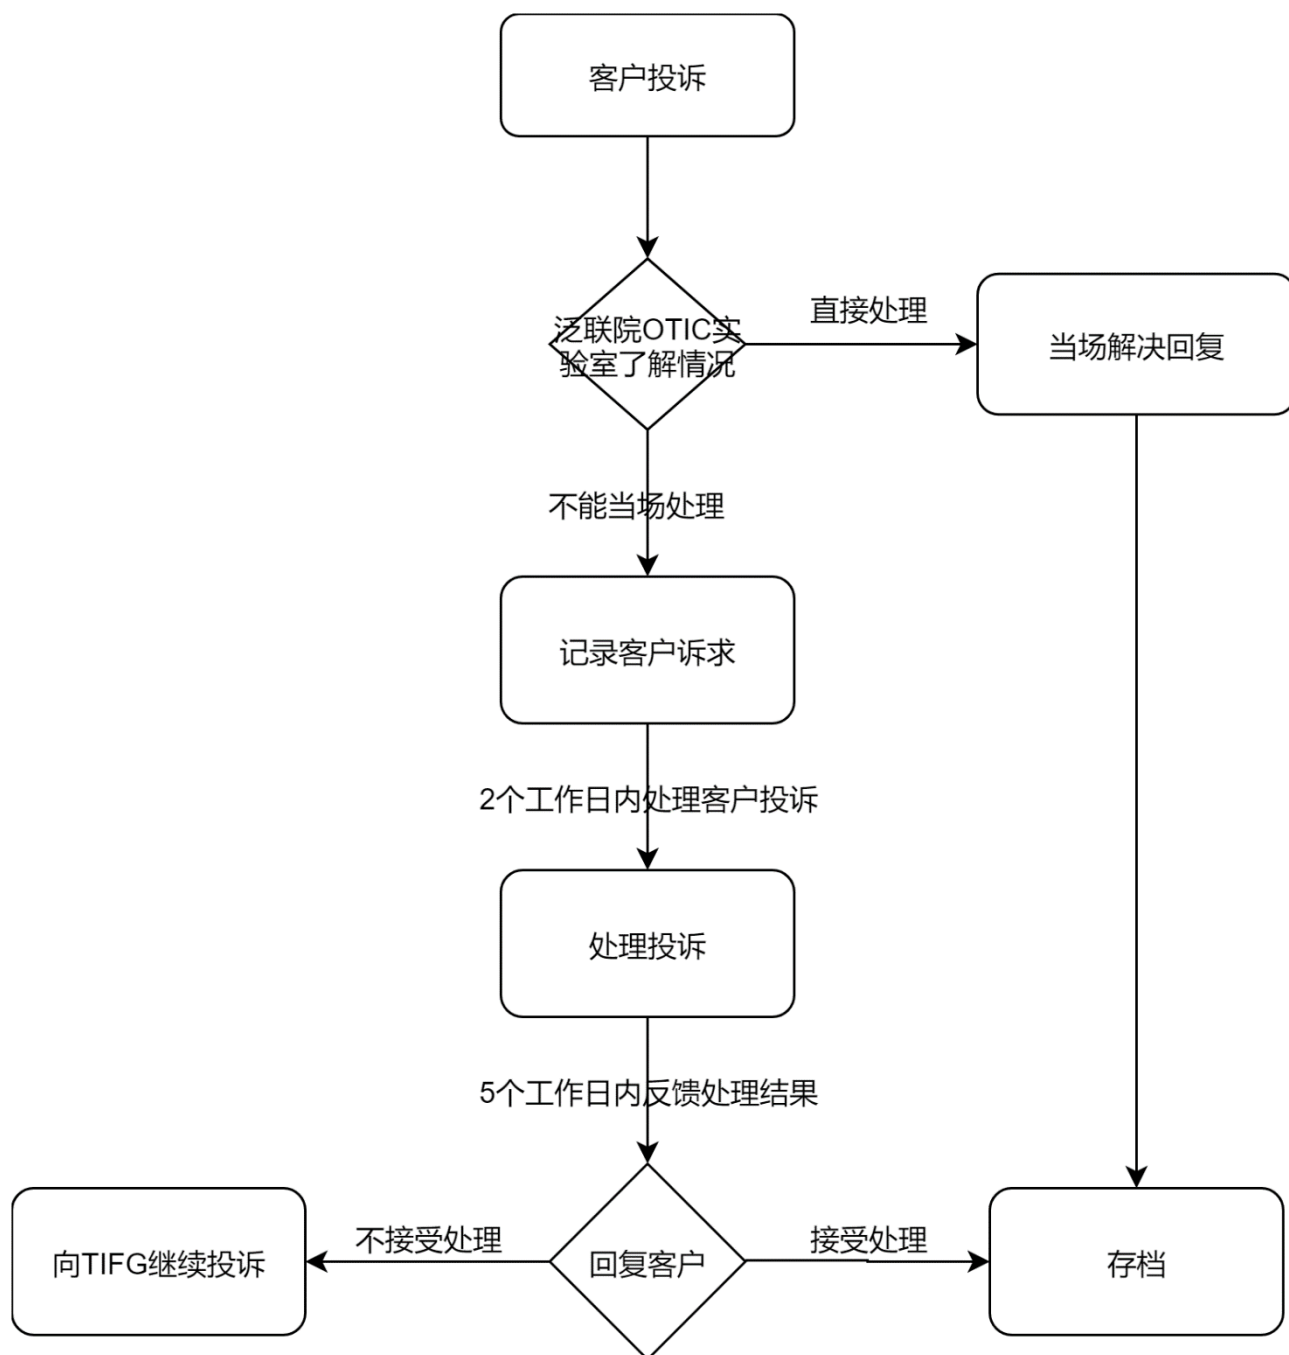 客户投诉
泛联院OTIC实
验室了解情况
直接处理
当场解决回复
不能当场处理
记录客户诉求
2个工作日内处理客户投诉
处理投诉
5个工作日内反馈处理结果
向TIFG继续投诉
不接受处理
回复客户
接受处理
存档